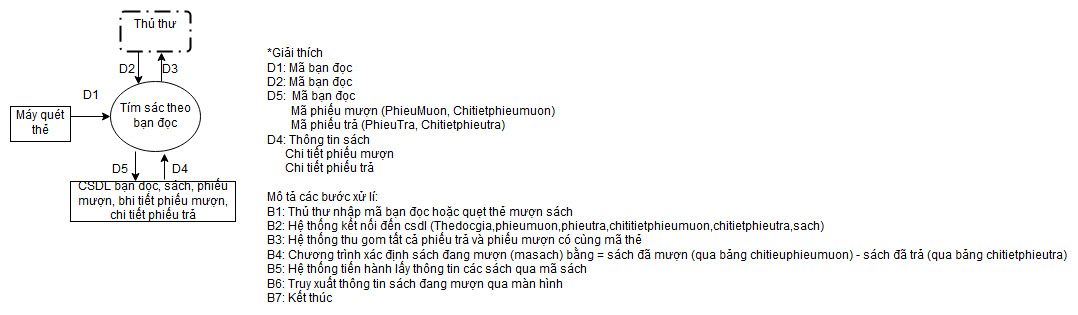 Thủ thư
D2
D3
D1
Máy quét
thẻ
Tím sác theo
bạn đọc
D5
D4
CSDL bạn đọc, sách, phiếu
mượn, bhi tiết phiếu mượn,
chi tiết phiếu trả
*Giải thích
D1: Mã bạn đọc
D2: Mã bạn đọc
D5: Mã bạn đọc
Mã phiếu mượn (PhieuMuon, Chitietphieumuon)
Mã phiếu trả (PhieuTra, Chitietphieutra)
D4: Thông tin sách
Chi tiết phiếu mượn
Chi tiết phiếu trả
Mô tả các bước xử lí:
B1: Thủ thư nhập mã bạn đọc hoặc quẹt thẻ mượn sách
B2: Hệ thống kết nối đến csdl (Thedocgia,phieumuon,phieutra,chititietphieumuon,chitietphieutra,sach)
B3: Hệ thống thu gom tất cả phiếu trả và phiếu mượn có cùng mã thẻ
B4: Chương trình xác định sách đang mượn (masach) bằng = sách đã mượn (qua bảng chitieuphieumuon) - sách đã trả (qua bảng chitietphieutra)
B5: Hệ thống tiến hành lấy thông tin các sách qua mã sách
B6: Truy xuất thông tin sách đang mượn qua màn hình
B7: Kết thúc